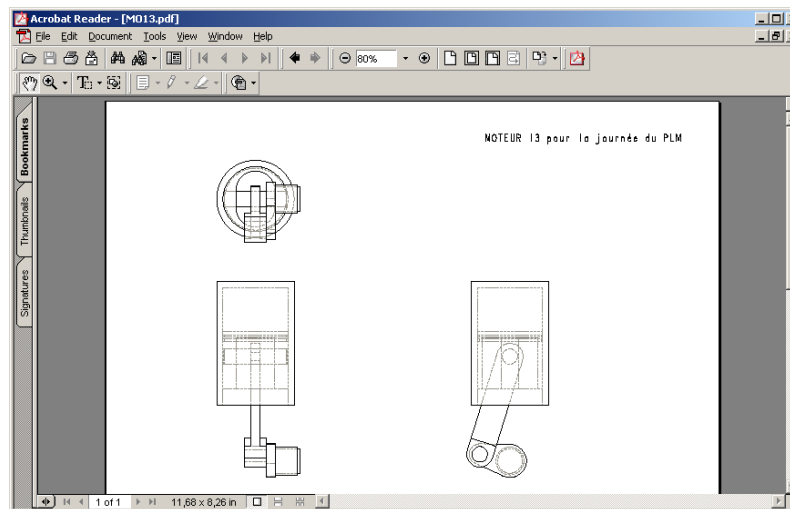 Acrobat Reader - [MO13.pdf]
File Edit Document Tools View Window Help
80%
Bookmarks
Thumbnails
Signatures
MOTEUR 13 pour la journée du PLM
1 of 1
11,68 x 8,26 in